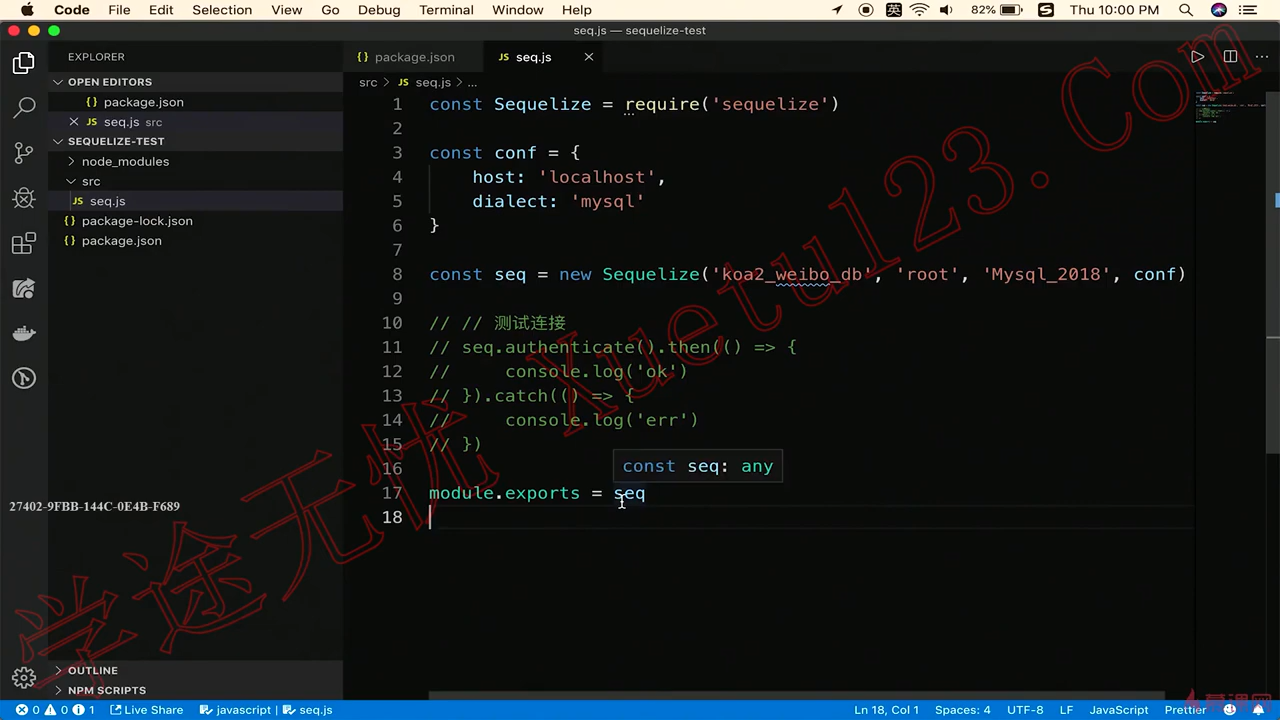 Code File Edit Selection View Go Debug Terminal Window Help 英 82% S Thu 10:00 PM
seq.js — sequelize-test
EXPLORER
OPEN EDITORS
{} package.json
JS seq.js src
SEQUELIZE-TEST
node_modules
src
JS seq.js
{} package-lock.json
{} package.json
OUTLINE
NPM SCRIPTS
{} package.json JS seq.js
src > JS seq.js > ...
1 const Sequelize = require('sequelize')
2
3 const conf = {
4 host: 'localhost',
5 dialect: 'mysql'
6 }
7
8 const seq = new Sequelize('koa2_weibo_db', 'root', 'Mysql_2018', conf)
9
10 // // 测试连接
11 // seq.authenticate().then(() => {
12 // console.log('ok')
13 // }).catch(() => {
14 // console.log('err')
15 // })
16
const seq: any
17 module.exports = seq
18
27402-9FBB-144C-0E4B-F689
学途无忧 Xuetu123.Com
慕课网
0 0 1 Live Share javascript | seq.js Ln 18, Col 1 Spaces: 4 UTF-8 LF JavaScript Prettier